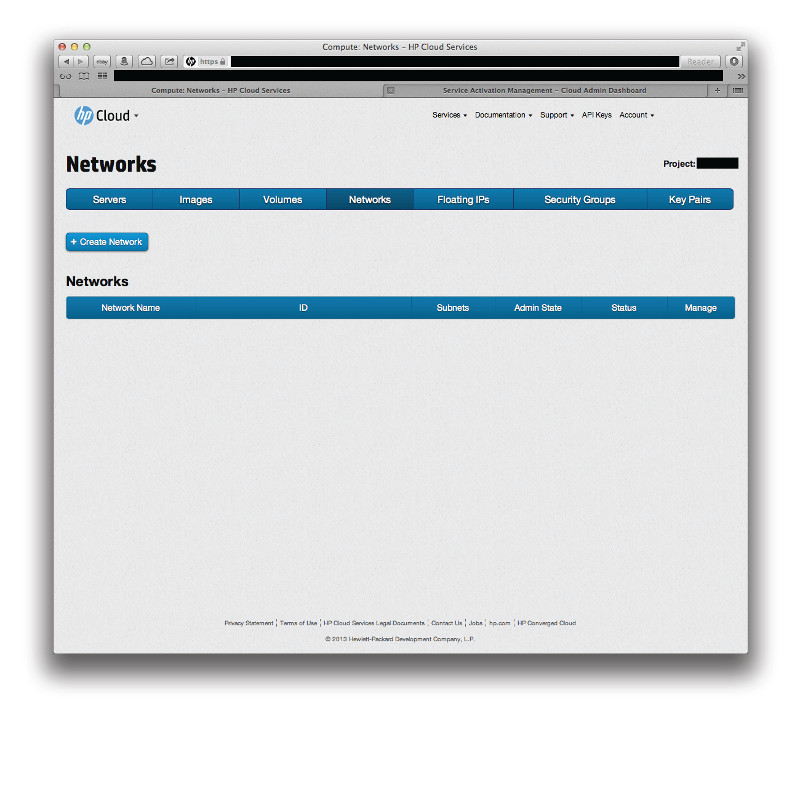 Compute: Networks – HP Cloud Services
ebay hp https Reader
Compute: Networks – HP Cloud Services Service Activation Management – Cloud Admin Dashboard
hp Cloud Services Documentation Support API Keys Account
Networks Project:
Servers Images Volumes Networks Floating IPs Security Groups Key Pairs
+ Create Network
Networks
Network Name ID Subnets Admin State Status Manage
Privacy Statement | Terms of Use | HP Cloud Services Legal Documents | Contact Us | Jobs | hp.com | HP Converged Cloud
© 2013 Hewlett-Packard Development Company, L.P.